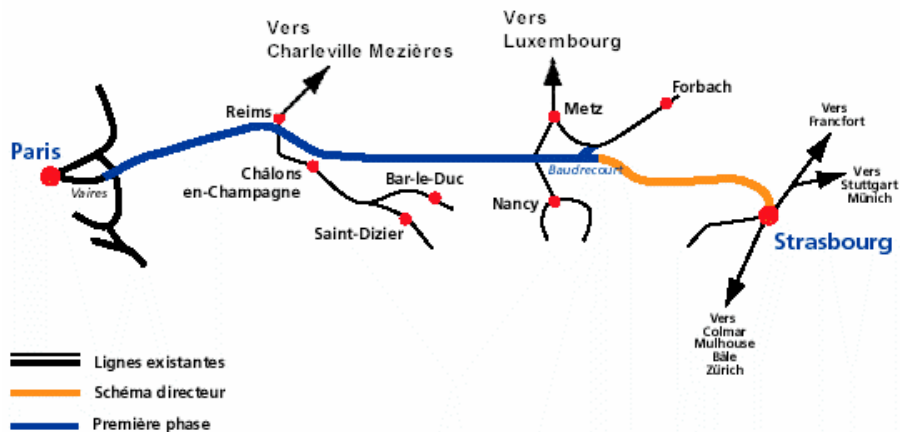 Vers
Charleville Mezières
Vers
Luxembourg
Reims
Metz
Forbach
Vers
Francfort
Paris
Vaires
Châlons
en-Champagne
Bar-le-Duc
Baudrecourt
Vers
Stuttgart
Münich
Nancy
Saint-Dizier
Strasbourg
Vers
Colmar
Mulhouse
Bâle
Zürich
Lignes existantes
Schéma directeur
Première phase